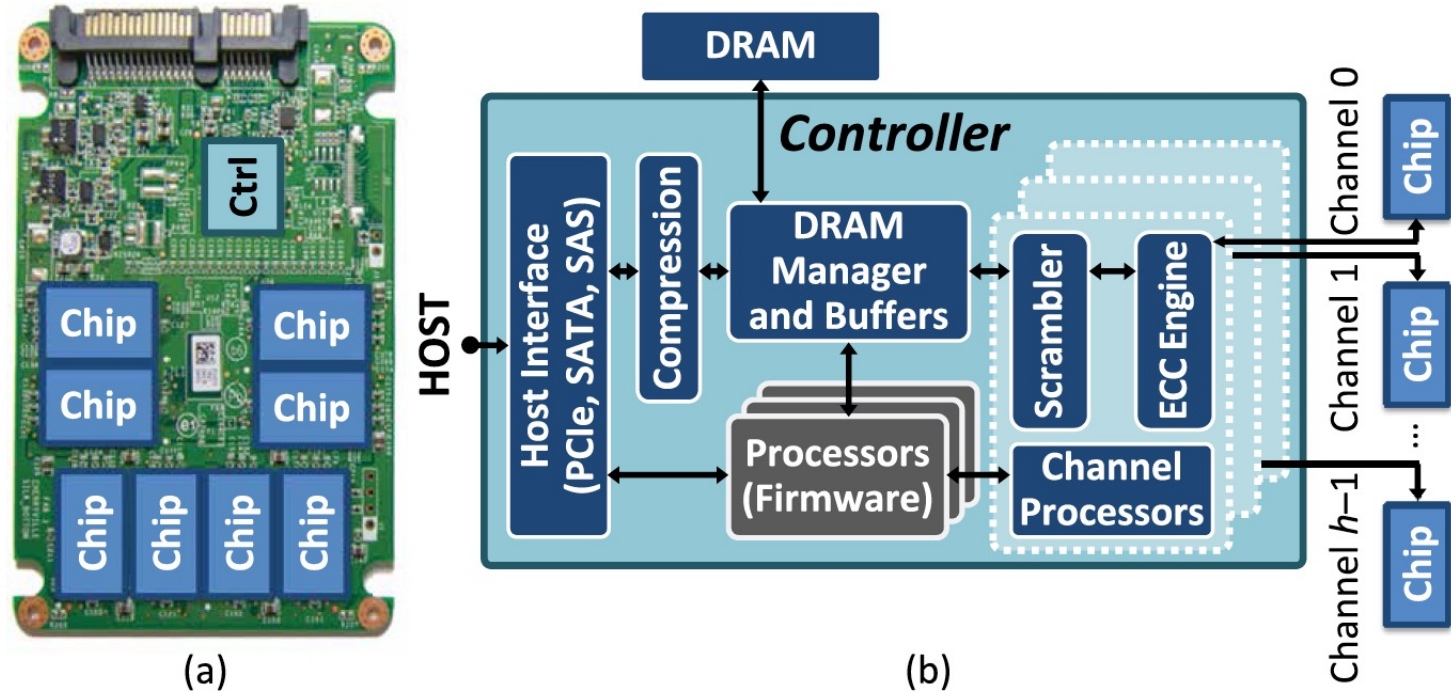 Ctrl
Chip
Chip
Chip
Chip
Chip
Chip
Chip
Chip
(a)
DRAM
Controller
HOST
Host Interface
(PCIe, SATA, SAS)
Compression
DRAM
Manager
and Buffers
Processors
(Firmware)
Scrambler
ECC Engine
Channel
Processors
Channel 0
Chip
Channel 1
Chip
...
Channel h–1
Chip
(b)